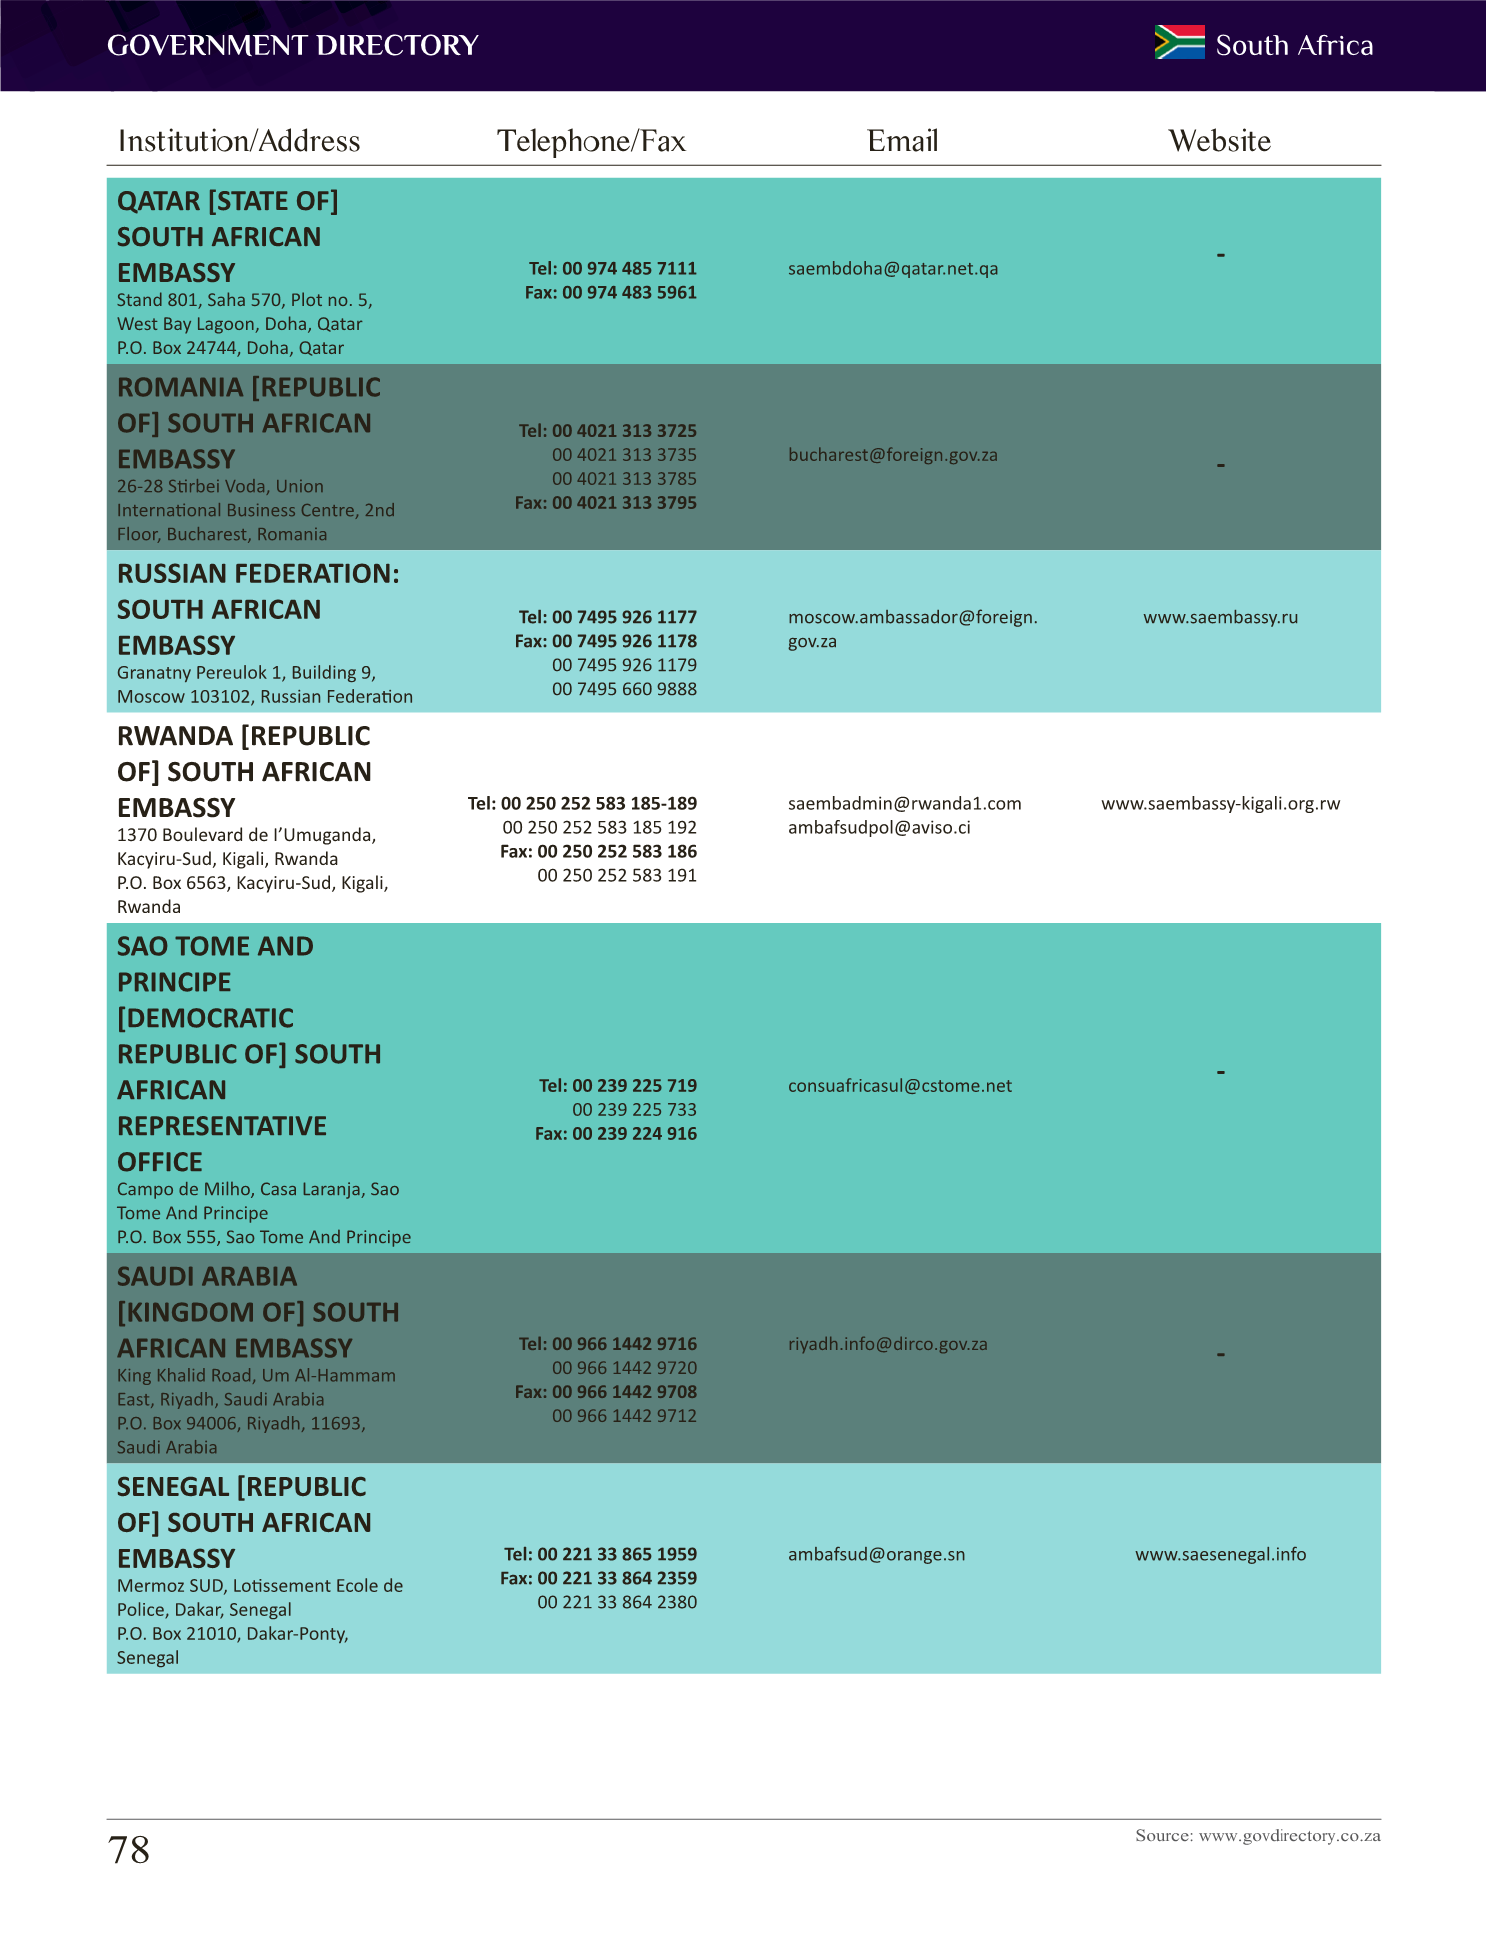 GOVERNMENT DIRECTORY
South Africa
Institution/Address Telephone/Fax Email Website
QATAR [STATE OF]
SOUTH AFRICAN
EMBASSY
Stand 801, Saha 570, Plot no. 5,
West Bay Lagoon, Doha, Qatar
P.O. Box 24744, Doha, Qatar
Tel: 00 974 485 7111
Fax: 00 974 483 5961
saembdoha@qatar.net.qa
-
ROMANIA [REPUBLIC
OF] SOUTH AFRICAN
EMBASSY
26-28 Stirbei Voda, Union
International Business Centre, 2nd
Floor, Bucharest, Romania
Tel: 00 4021 313 3725
00 4021 313 3735
00 4021 313 3785
Fax: 00 4021 313 3795
bucharest@foreign.gov.za
-
RUSSIAN FEDERATION:
SOUTH AFRICAN
EMBASSY
Granatny Pereulok 1, Building 9,
Moscow 103102, Russian Federation
Tel: 00 7495 926 1177
Fax: 00 7495 926 1178
00 7495 926 1179
00 7495 660 9888
moscow.ambassador@foreign.
gov.za
www.saembassy.ru
RWANDA [REPUBLIC
OF] SOUTH AFRICAN
EMBASSY
1370 Boulevard de I’Umuganda,
Kacyiru-Sud, Kigali, Rwanda
P.O. Box 6563, Kacyiru-Sud, Kigali,
Rwanda
Tel: 00 250 252 583 185-189
00 250 252 583 185 192
Fax: 00 250 252 583 186
00 250 252 583 191
saembadmin@rwanda1.com
ambafsudpol@aviso.ci
www.saembassy-kigali.org.rw
SAO TOME AND
PRINCIPE
[DEMOCRATIC
REPUBLIC OF] SOUTH
AFRICAN
REPRESENTATIVE
OFFICE
Campo de Milho, Casa Laranja, Sao
Tome And Principe
P.O. Box 555, Sao Tome And Principe
Tel: 00 239 225 719
00 239 225 733
Fax: 00 239 224 916
consuafricasul@cstome.net
-
SAUDI ARABIA
[KINGDOM OF] SOUTH
AFRICAN EMBASSY
King Khalid Road, Um Al-Hammam
East, Riyadh, Saudi Arabia
P.O. Box 94006, Riyadh, 11693,
Saudi Arabia
Tel: 00 966 1442 9716
00 966 1442 9720
Fax: 00 966 1442 9708
00 966 1442 9712
riyadh.info@dirco.gov.za
-
SENEGAL [REPUBLIC
OF] SOUTH AFRICAN
EMBASSY
Mermoz SUD, Lotissement Ecole de
Police, Dakar, Senegal
P.O. Box 21010, Dakar-Ponty,
Senegal
Tel: 00 221 33 865 1959
Fax: 00 221 33 864 2359
00 221 33 864 2380
ambafsud@orange.sn
www.saesenegal.info
78
Source: www.govdirectory.co.za